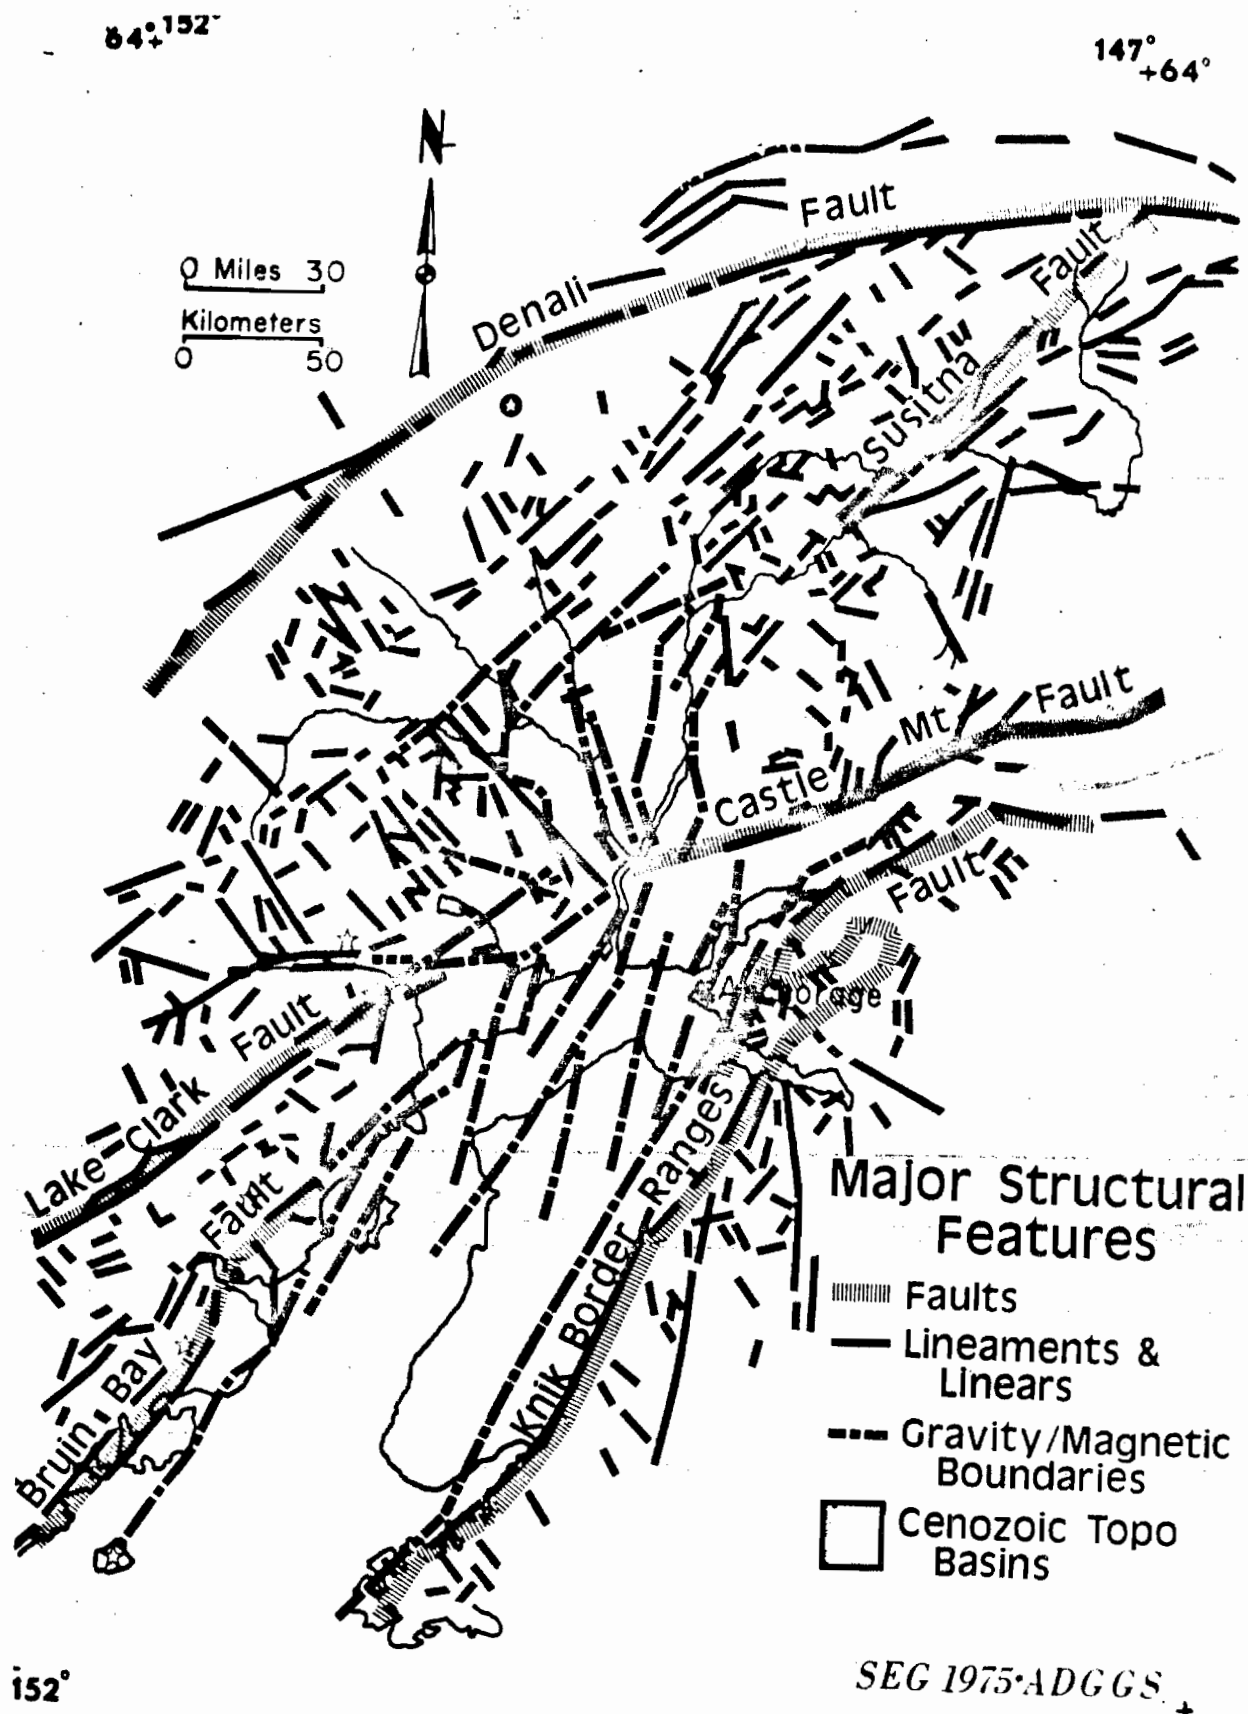 64° 152°
147°
+64°
N
0 Miles 30
Kilometers
0 50
Denali
Fault
Susitna
Fault
Castle
Mt
Fault
Fault
Lake
Clark
Fault
Bruin
Bay
Fault
Knik
Border
Ranges
Major Structural
Features
Faults
Lineaments &
Linears
Gravity/Magnetic
Boundaries
Cenozoic Topo
Basins
152°
SEG 1975·ADGGS